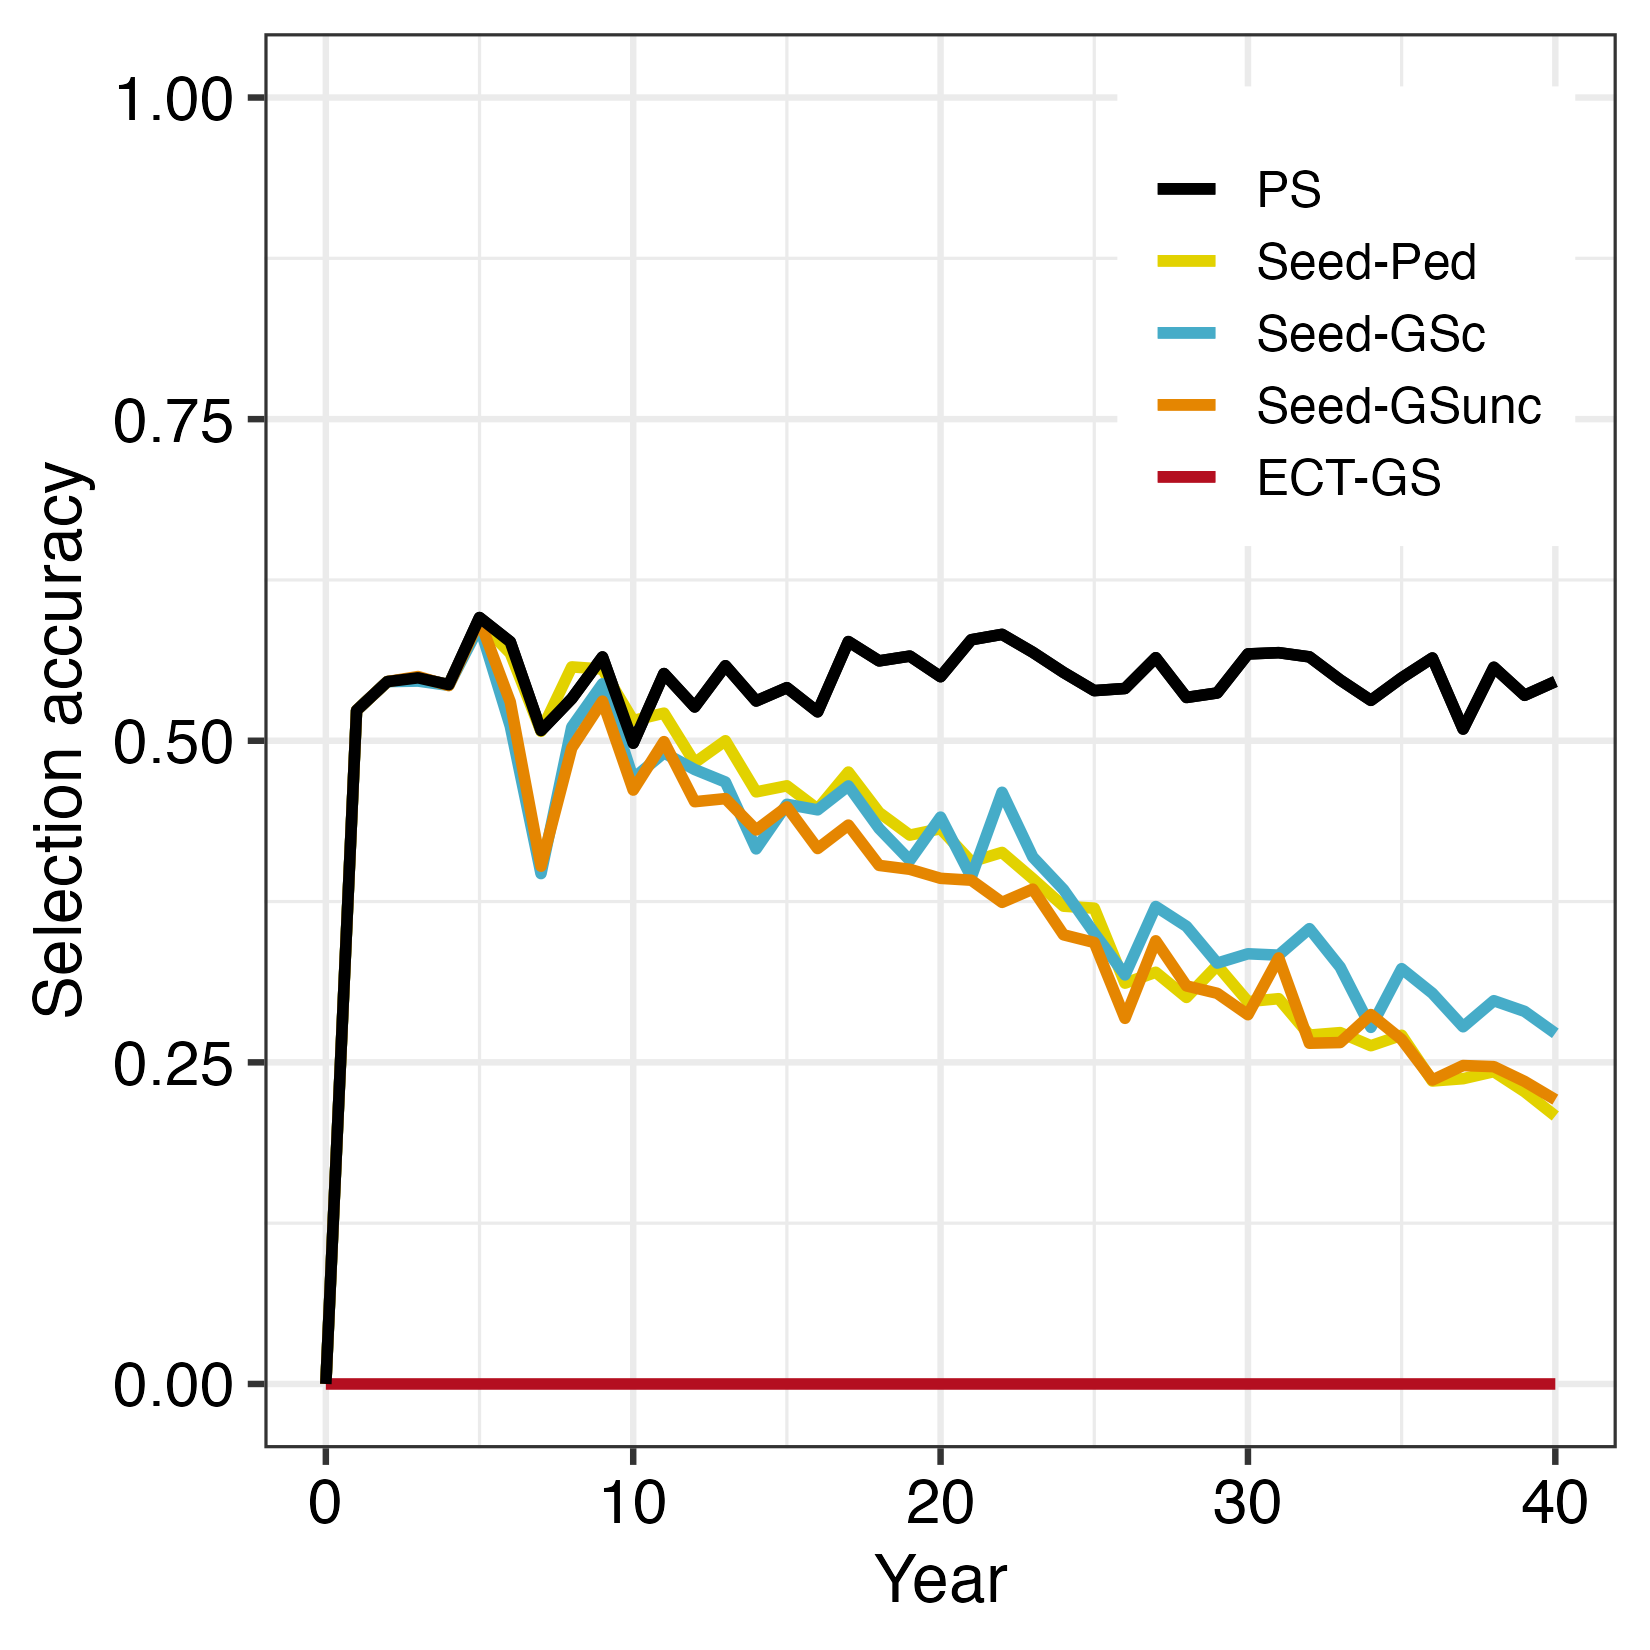 1.00
0.75
0.50
0.25
0.00
Selection accuracy
PS
Seed-Ped
Seed-GSc
Seed-GSunc
ECT-GS
0 10 20 30 40
Year